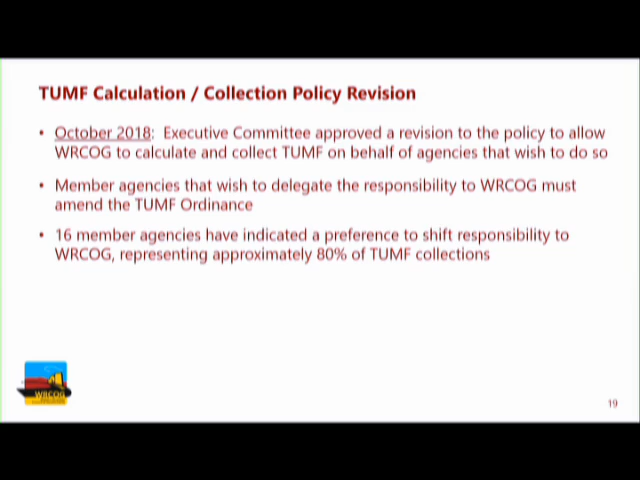 TUMF Calculation / Collection Policy Revision
• October 2018: Executive Committee approved a revision to the policy to allow
WRCOG to calculate and collect TUMF on behalf of agencies that wish to do so
• Member agencies that wish to delegate the responsibility to WRCOG must
amend the TUMF Ordinance
• 16 member agencies have indicated a preference to shift responsibility to
WRCOG, representing approximately 80% of TUMF collections
WRCOG
19